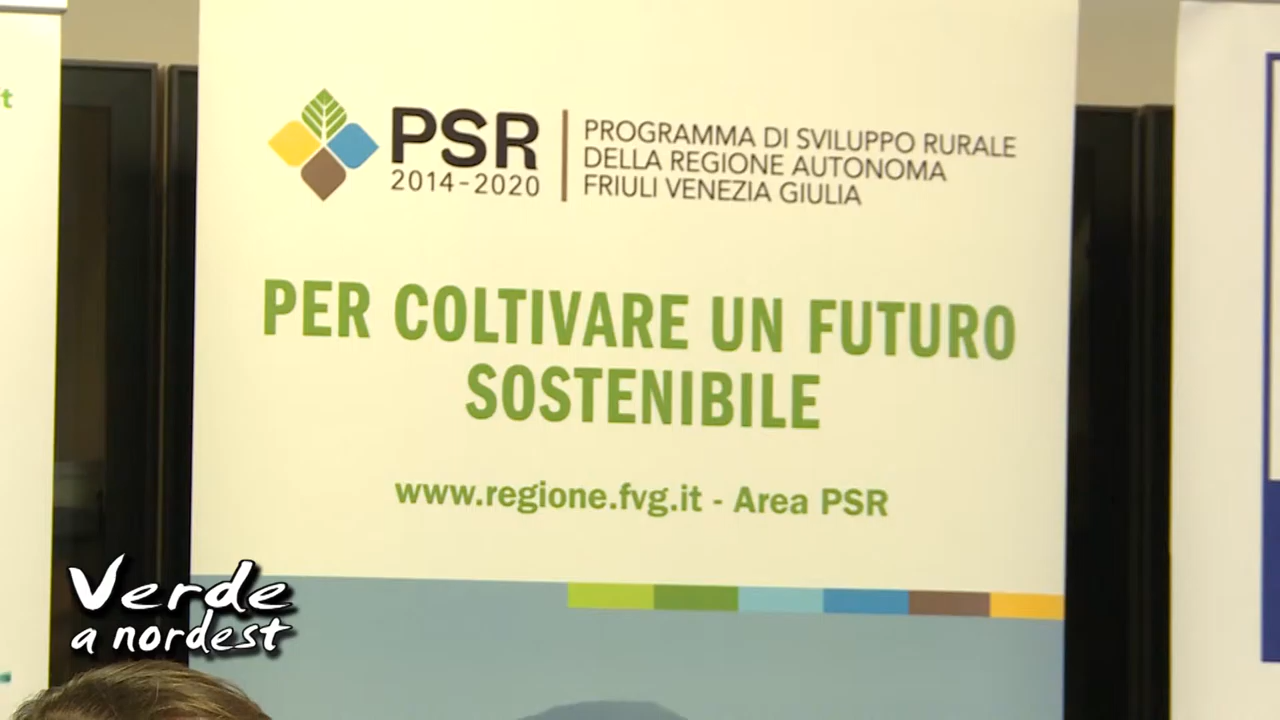 PSR
2014-2020
PROGRAMMA DI SVILUPPO RURALE
DELLA REGIONE AUTONOMA
FRIULI VENEZIA GIULIA
PER COLTIVARE UN FUTURO
SOSTENIBILE
www.regione.fvg.it - Area PSR
Verde
a nordest